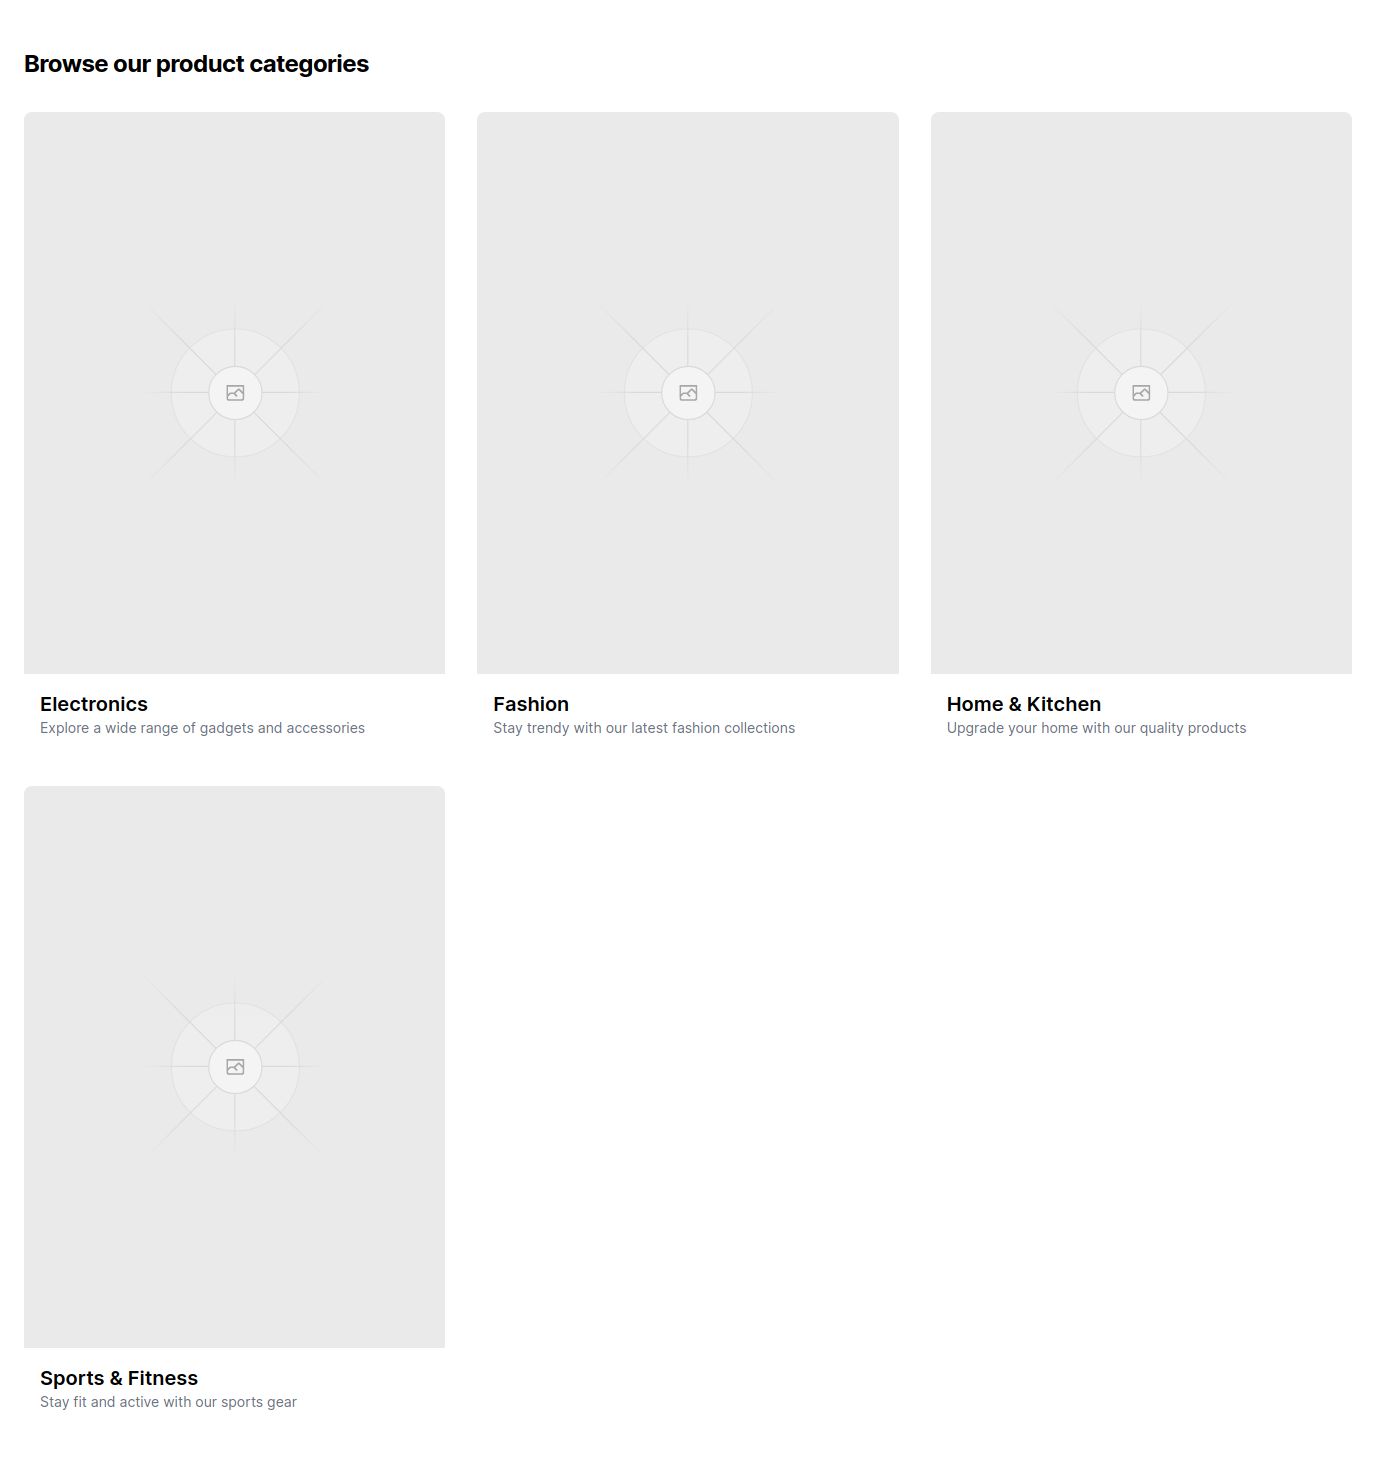 Browse our product categories
Electronics
Explore a wide range of gadgets and accessories
Fashion
Stay trendy with our latest fashion collections
Home & Kitchen
Upgrade your home with our quality products
Sports & Fitness
Stay fit and active with our sports gear